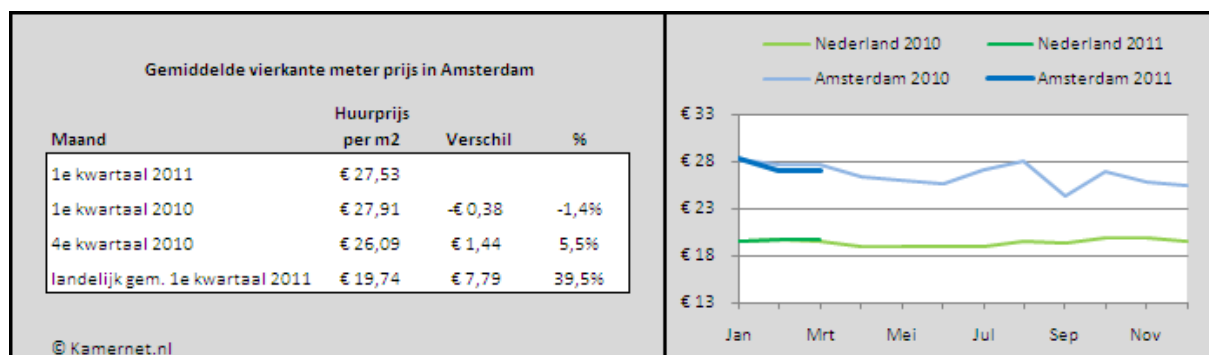 Gemiddelde vierkante meter prijs in Amsterdam
Huurprijs
Maand per m2 Verschil %
1e kwartaal 2011 € 27,53
1e kwartaal 2010 € 27,91 -€ 0,38 -1,4%
4e kwartaal 2010 € 26,09 € 1,44 5,5%
landelijk gem. 1e kwartaal 2011 € 19,74 € 7,79 39,5%
© Kamernet.nl
Nederland 2010 Nederland 2011
Amsterdam 2010 Amsterdam 2011
€ 33
€ 28
€ 23
€ 18
€ 13
Jan Mrt Mei Jul Sep Nov